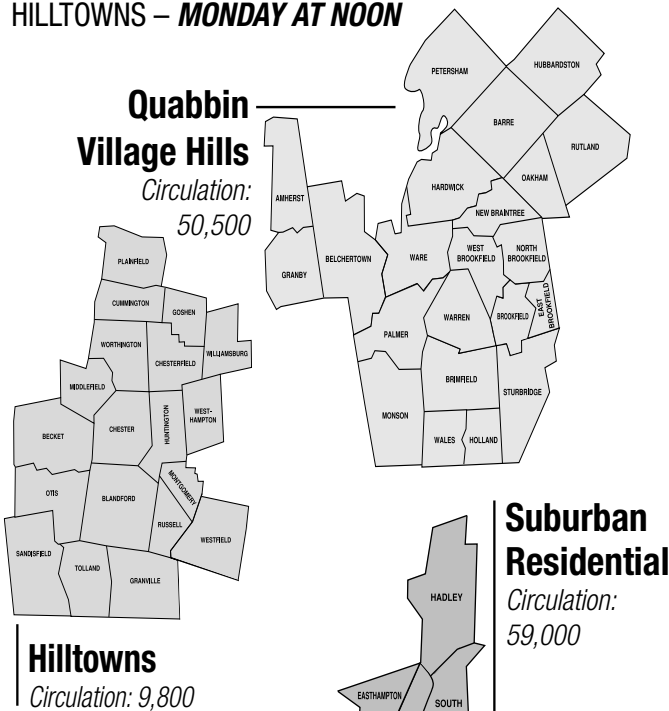 HILLTOWNS – MONDAY AT NOON
Quabbin
Village Hills
Circulation:
50,500
PETERSHAM
HUBBARDSTON
BARRE
RUTLAND
HARDWICK
OAKHAM
NEW BRAINTREE
AMHERST
BELCHERTOWN
GRANBY
WARE
WEST
BROOKFIELD
NORTH
BROOKFIELD
EAST
BROOKFIELD
BROOKFIELD
WARREN
PALMER
BRIMFIELD
STURBRIDGE
MONSON
WALES
HOLLAND
PLAINFIELD
CUMMINGTON
GOSHEN
WORTHINGTON
CHESTERFIELD
WILLIAMSBURG
MIDDLEFIELD
BECKET
CHESTER
HUNTINGTON
WEST-
HAMPTON
OTIS
BLANDFORD
MONTGOMERY
RUSSELL
WESTFIELD
SANDISFIELD
TOLLAND
GRANVILLE
Hilltowns
Circulation: 9,800
Suburban
Residential
Circulation:
59,000
HADLEY
EASTHAMPTON
SOUTH